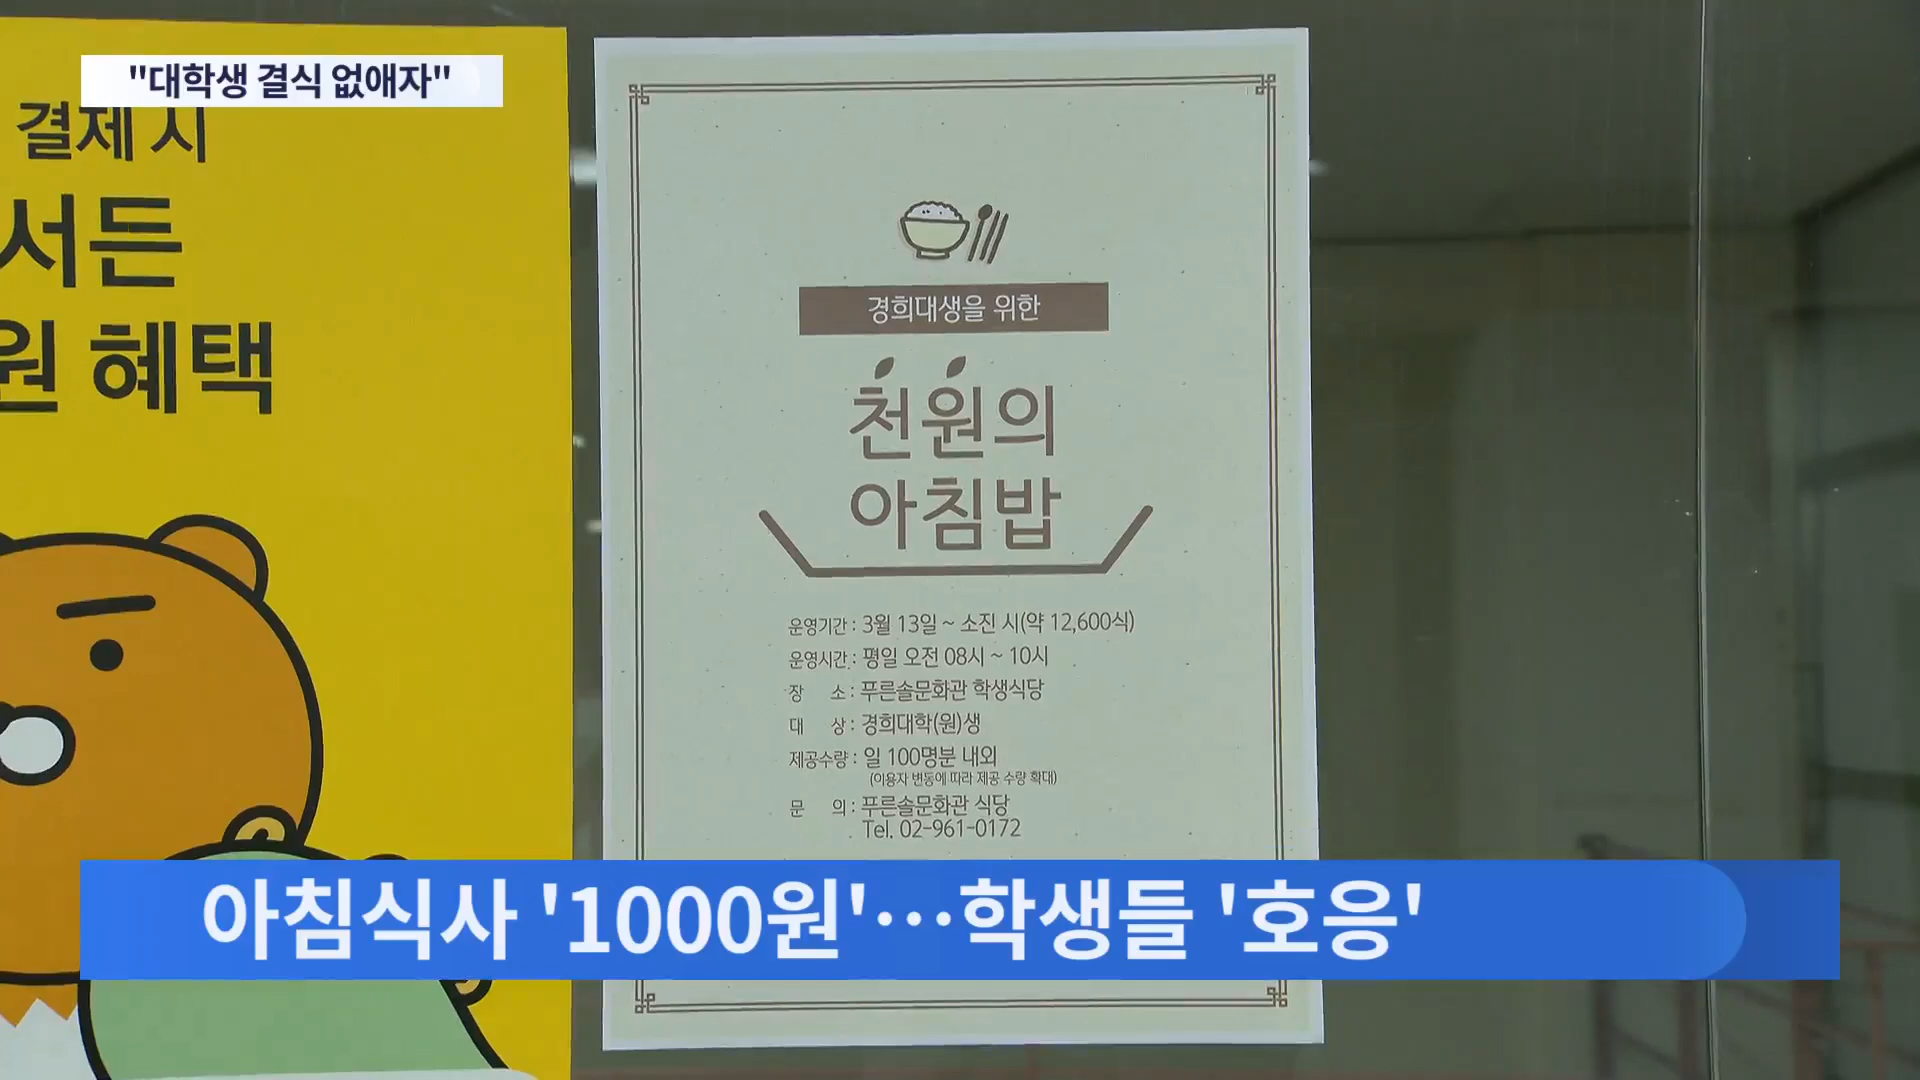 "대학생 결식 없애자"
결제 시
서든
원 혜택
경희대생을 위한
천원의
아침밥
운영기간 : 3월 13일 ~ 소진 시(약 12,600식)
운영시간 : 평일 오전 08시 ~ 10시
장 소 : 푸른솔문화관 학생식당
대 상 : 경희대학(원)생
제공수량 : 일 100명분 내외
(이용자 변동에 따라 제공 수량 확대)
문 의 : 푸른솔문화관 식당
Tel. 02-961-0172
아침식사 '1000원'…학생들 '호응'